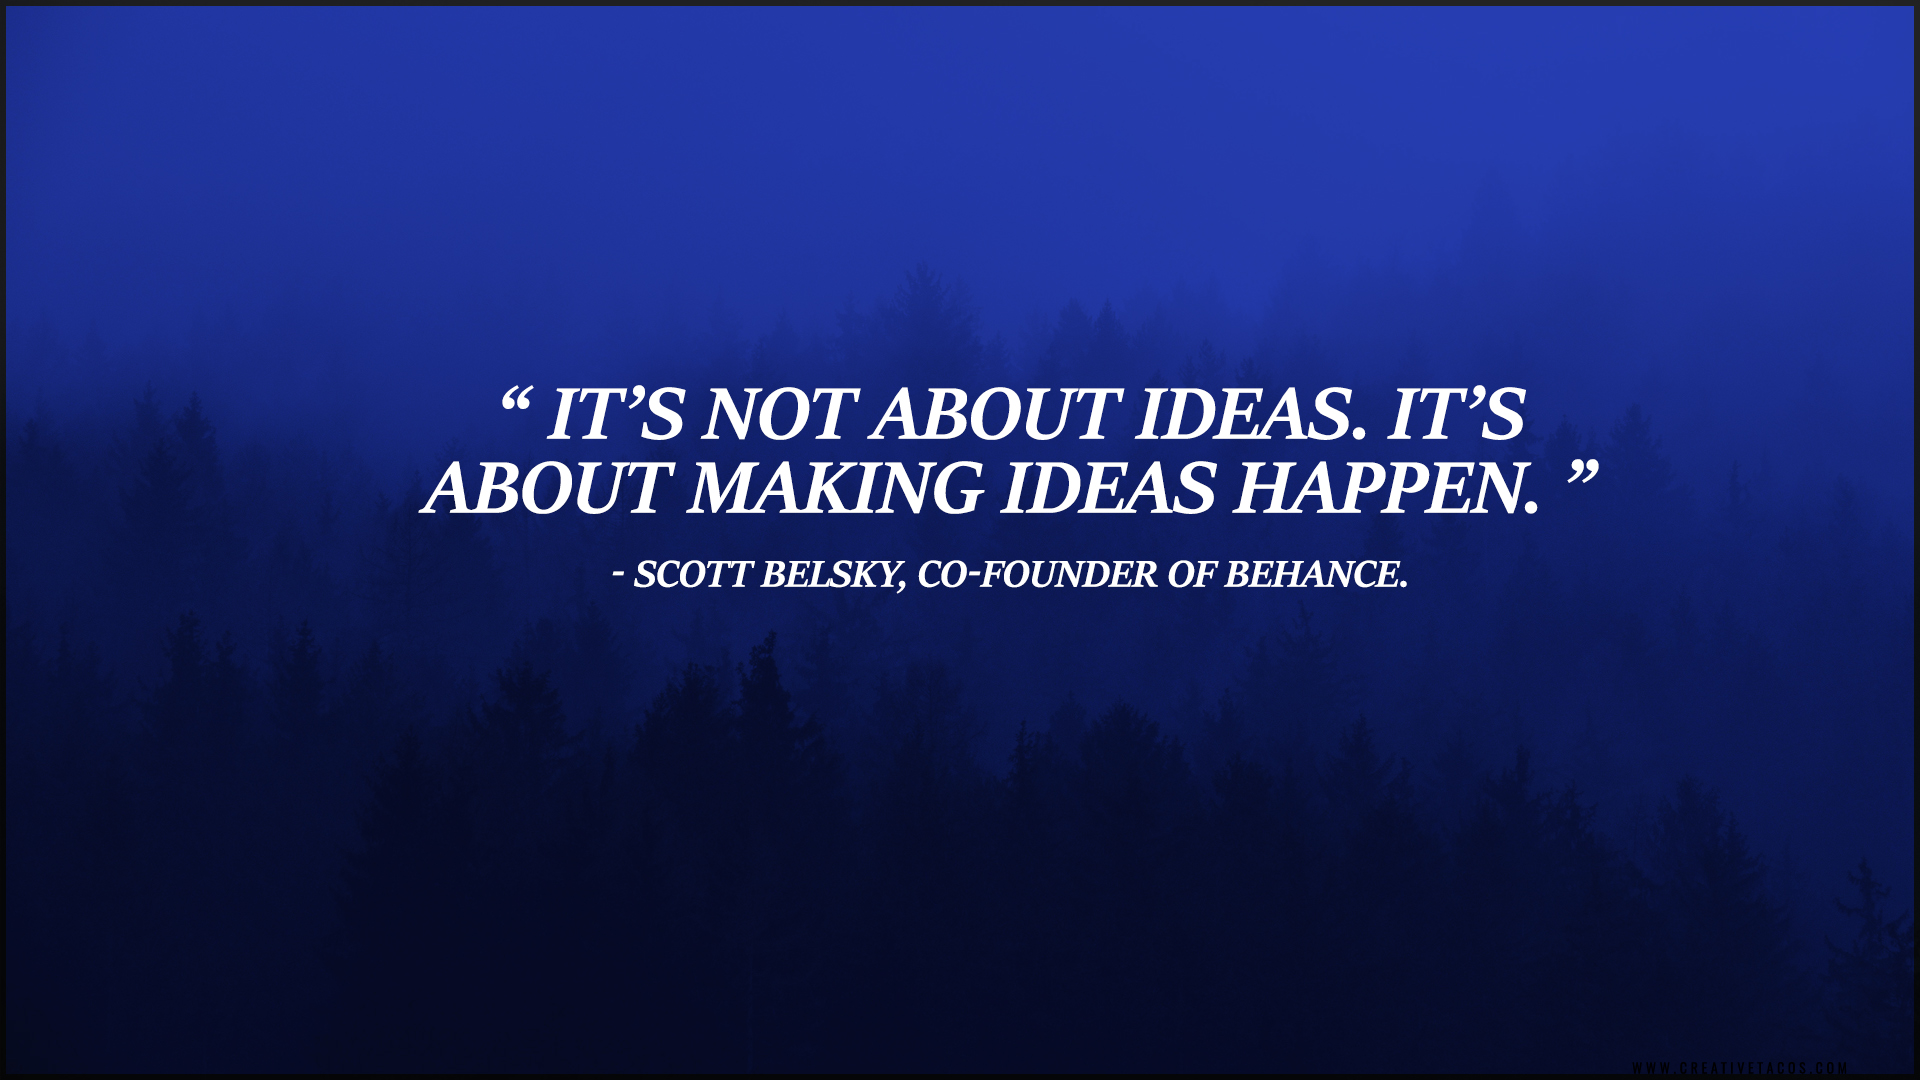 “ IT’S NOT ABOUT IDEAS. IT’S
ABOUT MAKING IDEAS HAPPEN. ”
- SCOTT BELSKY, CO-FOUNDER OF BEHANCE.
WWW.CREATIVETACOS.COM